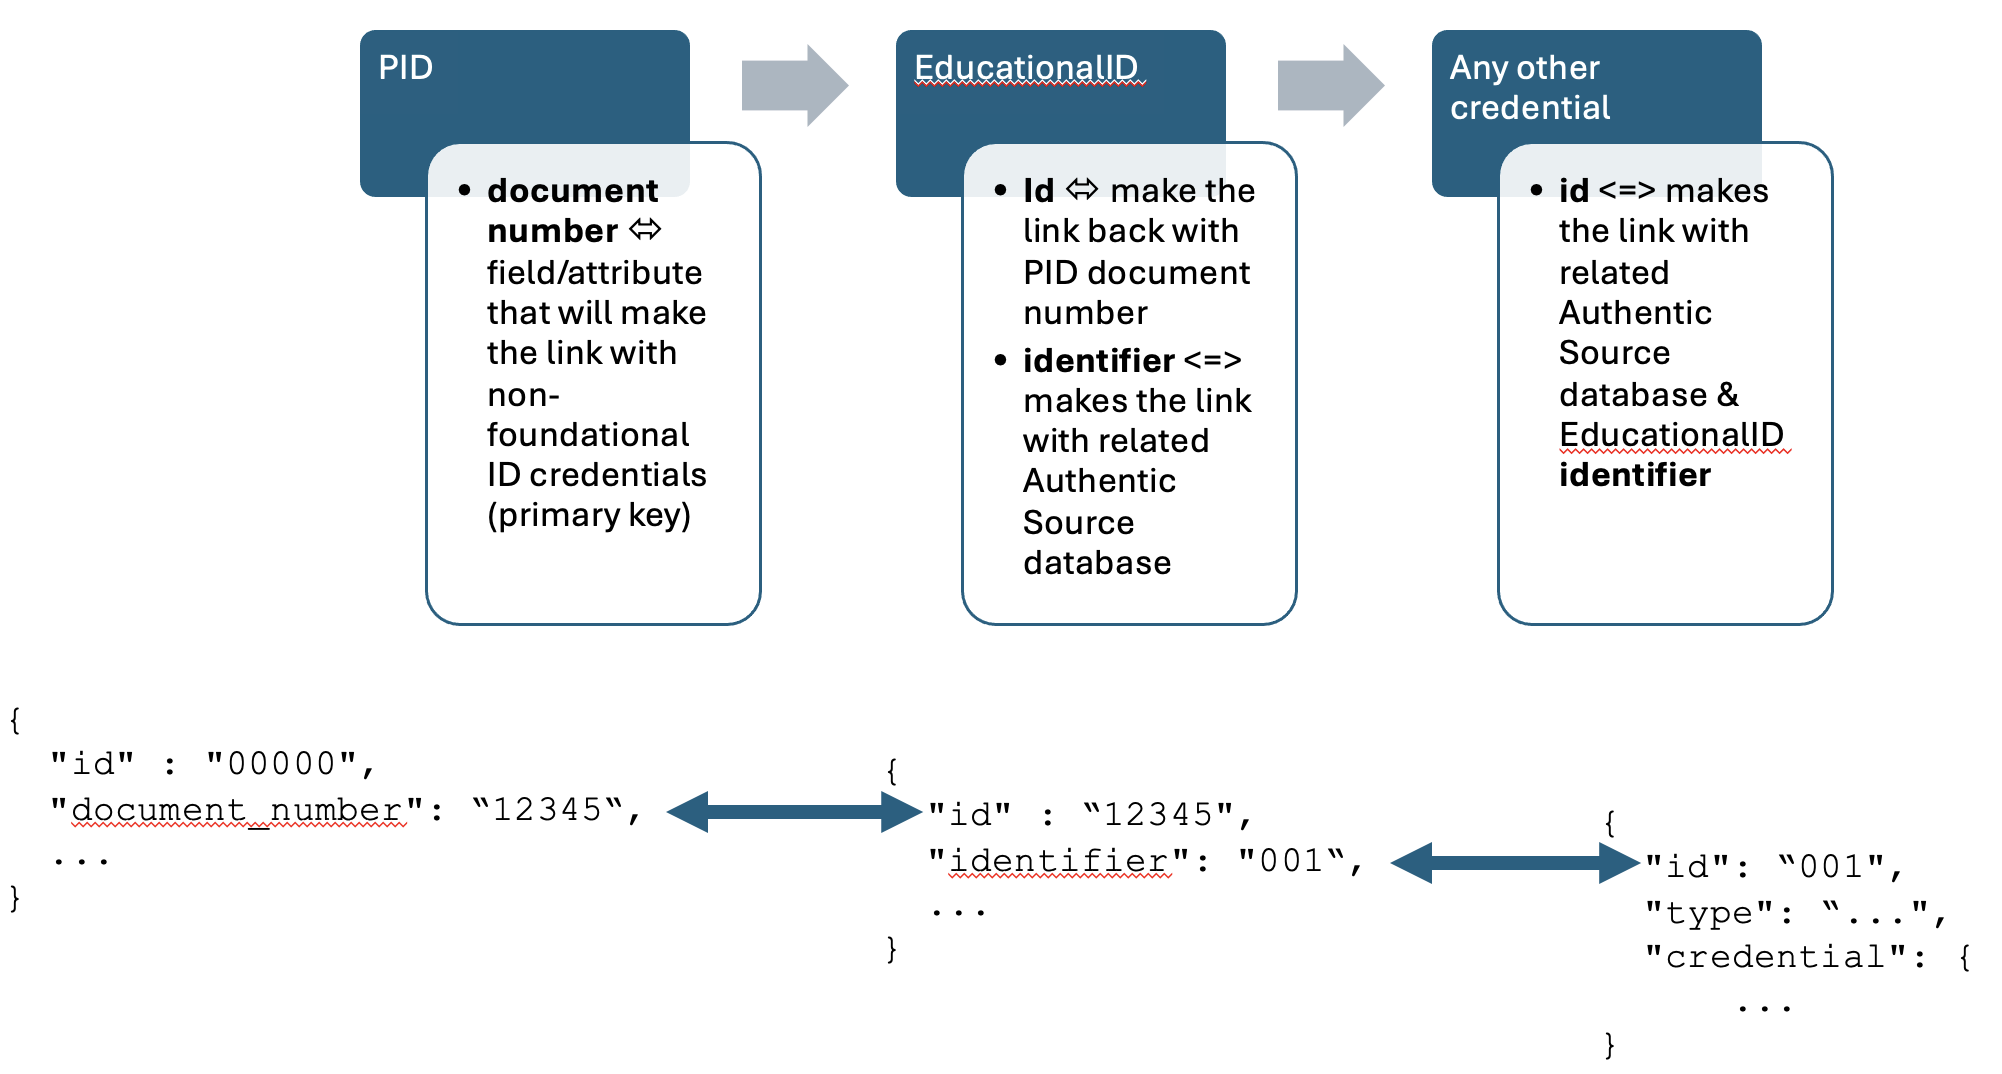 PID
• document
number ⬄
field/attribute
that will make
the link with
non-
foundational
ID credentials
(primary key)
EducationalID
• Id ⬄ make the
link back with
PID document
number
• identifier <=>
makes the link
with related
Authentic
Source
database
Any other
credential
• id <=> makes
the link with
related
Authentic
Source
database &
EducationalID
identifier
{
"id" : "00000",
"document_number": “12345“,
...
}
{
"id" : “12345",
"identifier": "001“,
...
}
{
"id": “001",
"type": “...",
"credential": {
...
}